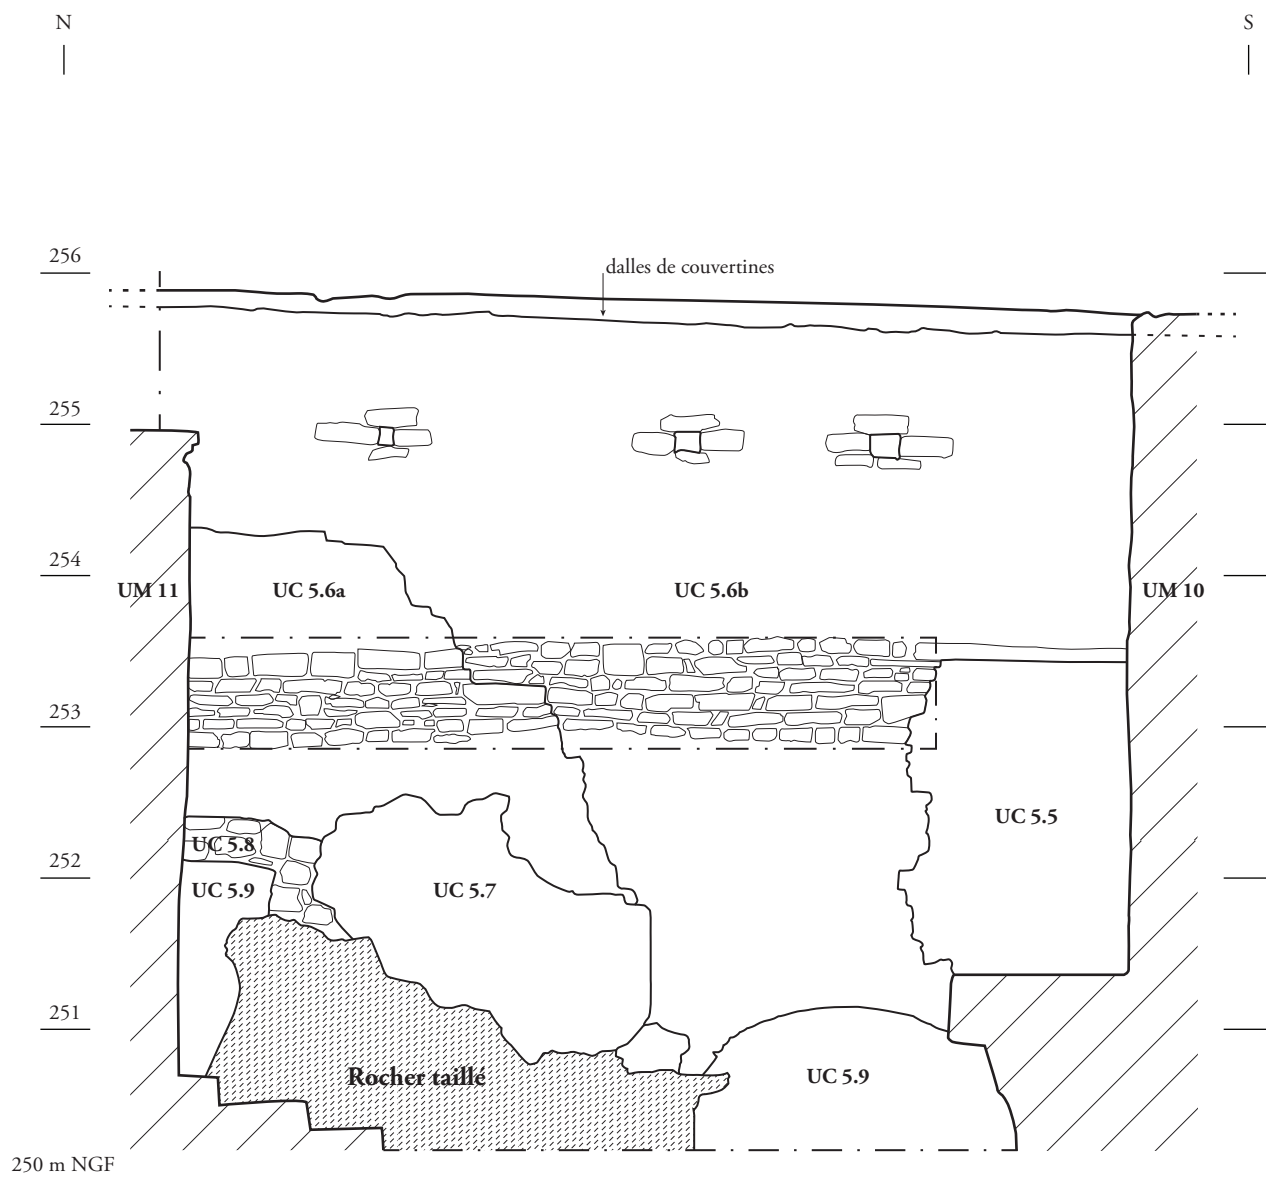 N
S
256
dalles de couvertines
255
254
UM 11
UC 5.6a
UC 5.6b
UM 10
253
UC 5.5
UC 5.8
252
UC 5.9
UC 5.7
251
Rocher taillé
UC 5.9
250 m NGF